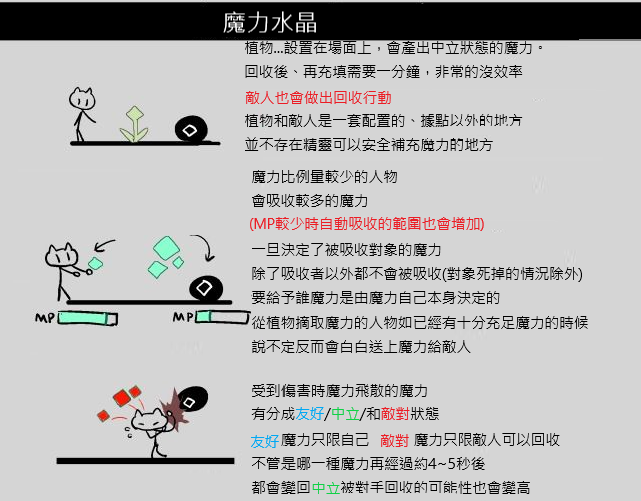 魔力水晶
植物...設置在場面上，會產出中立狀態的魔力。
回收後、再充填需要一分鐘，非常的沒效率
敵人也會做出回收行動
植物和敵人是一套配置的、據點以外的地方
並不存在精靈可以安全補充魔力的地方
魔力比例量較少的人物
會吸收較多的魔力
(MP較少時自動吸收的範圍也會增加)
一旦決定了被吸收對象的魔力
除了吸收者以外都不會被吸收(對象死掉的情況除外)
要給予誰魔力是由魔力自己本身決定的
MP MP
從植物摘取魔力的人物如已經有十分充足魔力的時候
說不定反而會白白送上魔力給敵人
受到傷害時魔力飛散的魔力
有分成友好/中立/和敵對狀態
友好 魔力只限自己 敵對 魔力只限敵人可以回收
不管是哪一種魔力再經過約4~5秒後
都會變回中立被對手回收的可能性也會變高